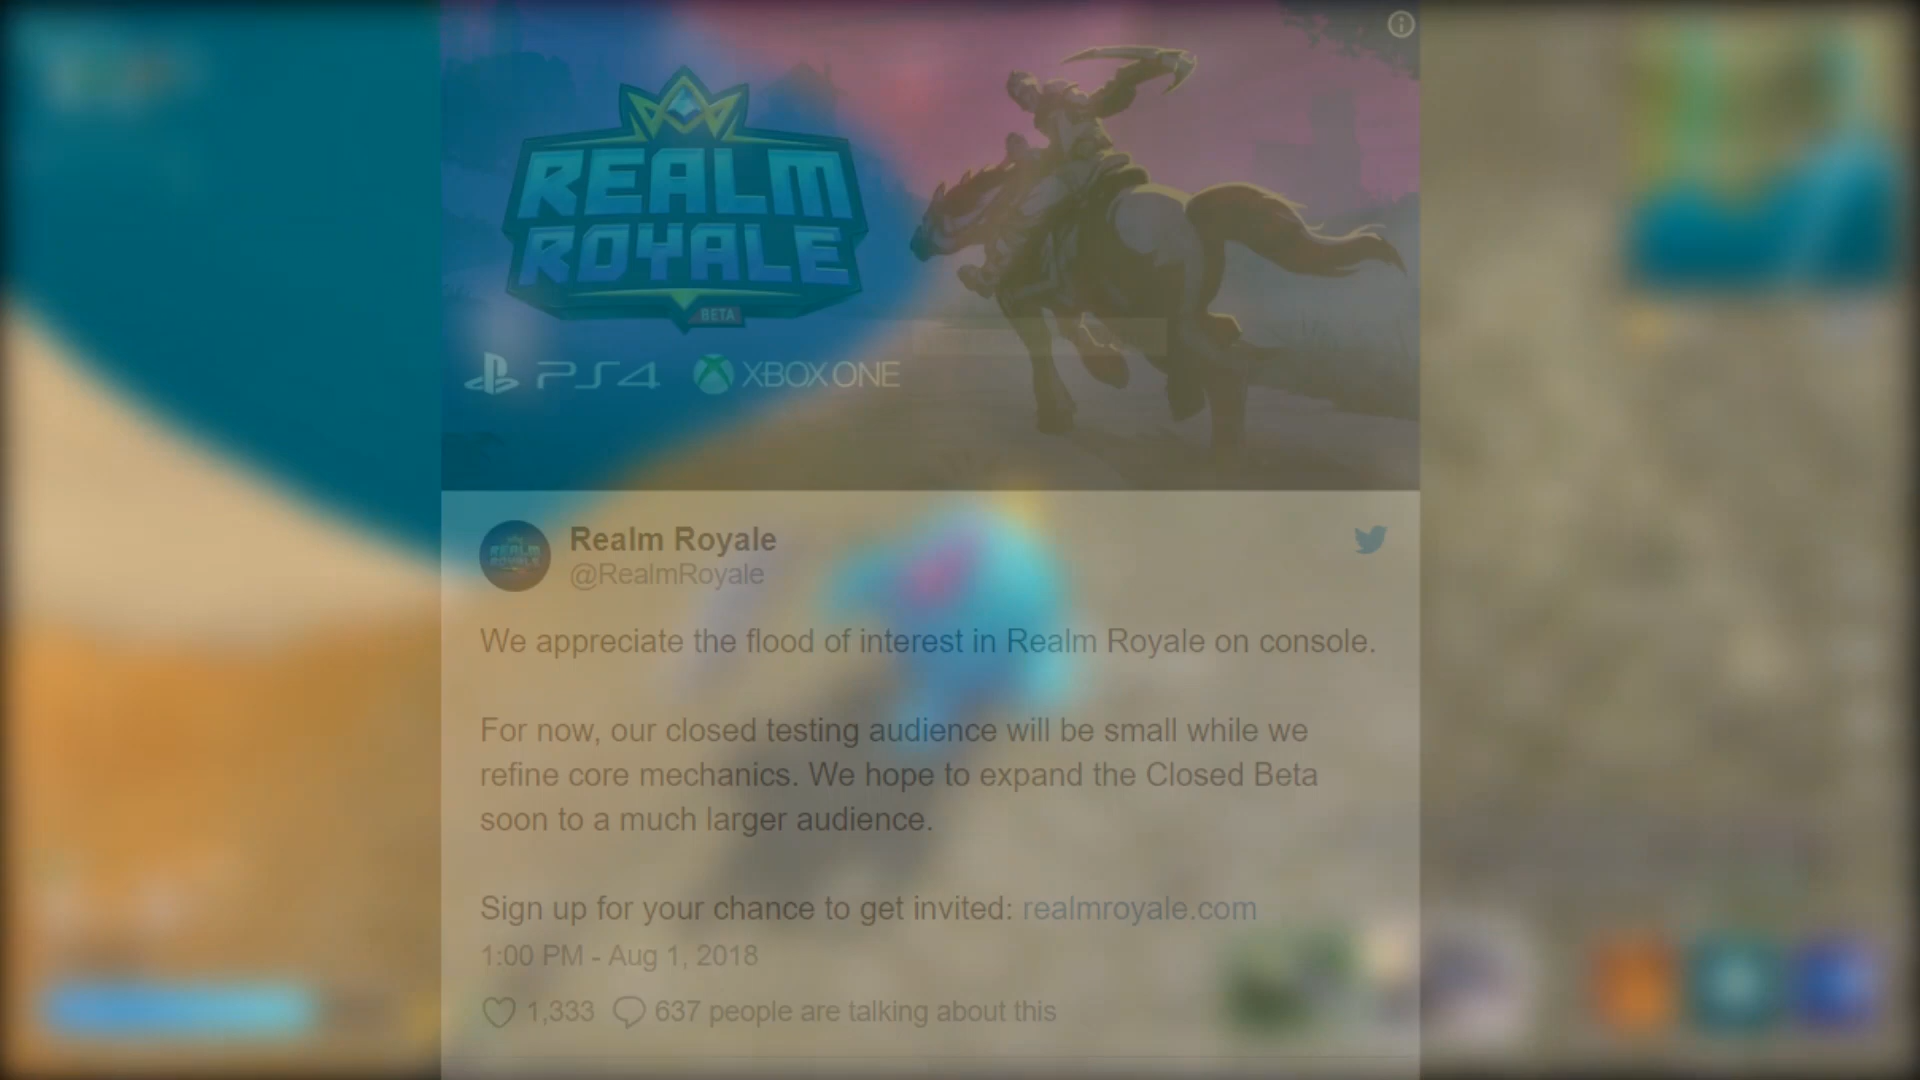 REALM
ROYALE
BETA
PS4 XBOX ONE
REALM
ROYALE
Realm Royale
@RealmRoyale
We appreciate the flood of interest in Realm Royale on console.
For now, our closed testing audience will be small while we
refine core mechanics. We hope to expand the Closed Beta
soon to a much larger audience.
Sign up for your chance to get invited: realmroyale.com
1:00 PM - Aug 1, 2018
1,333 637 people are talking about this